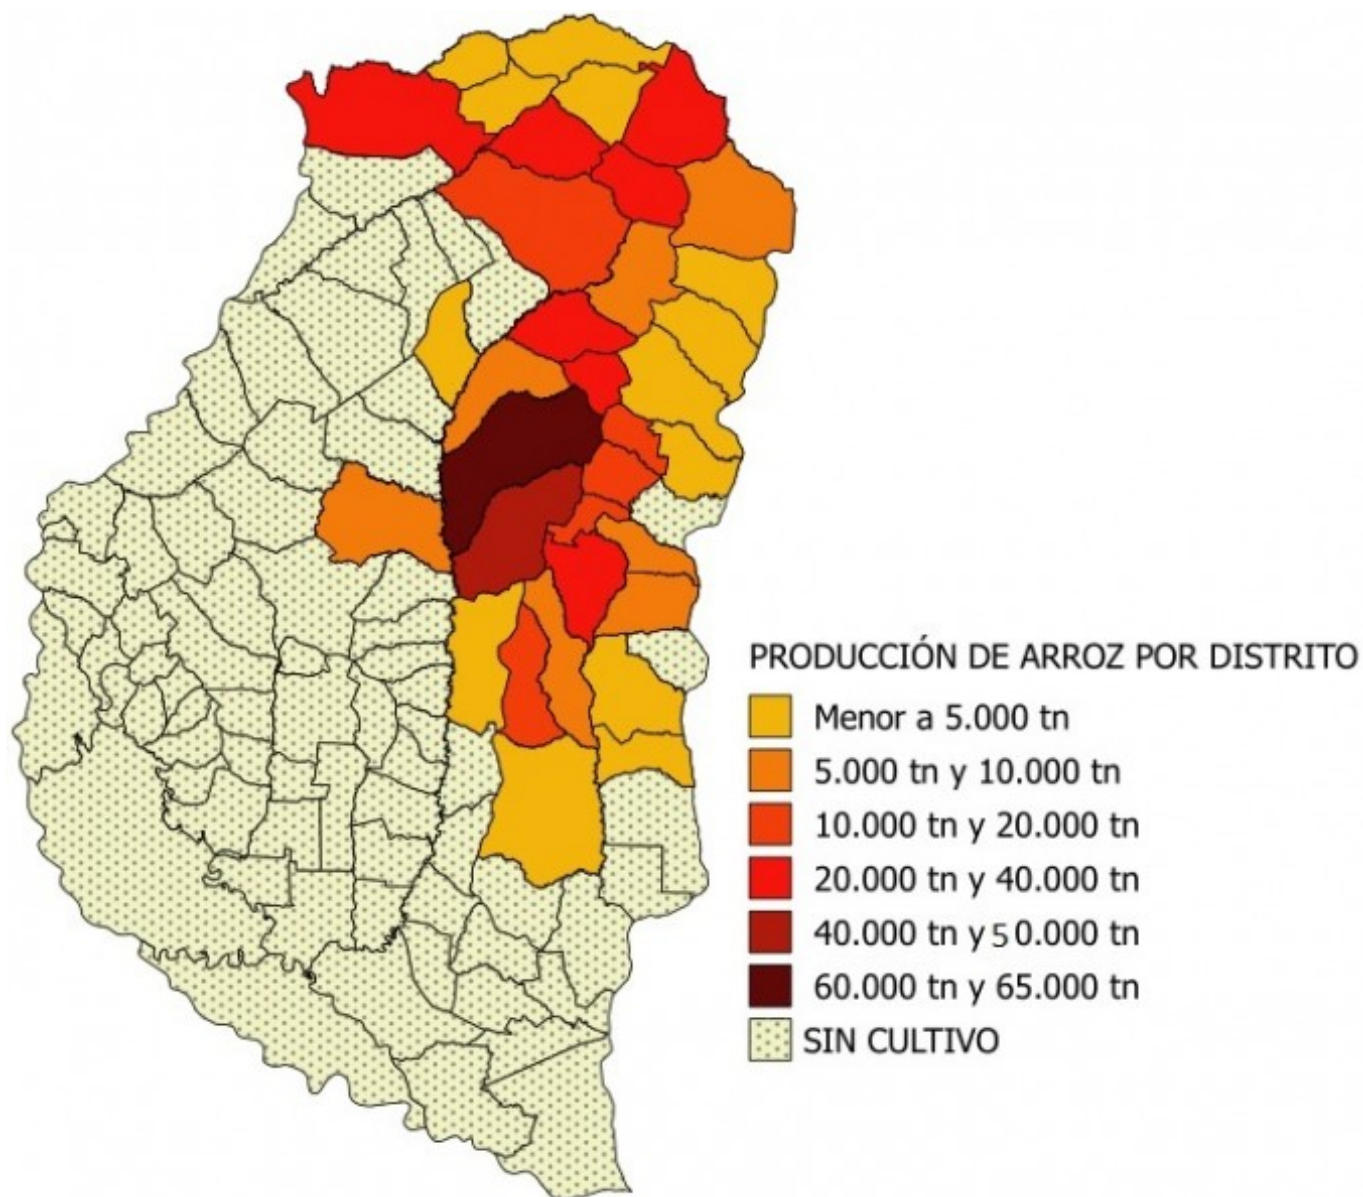 PRODUCCIÓN DE ARROZ POR DISTRITO
Menor a 5.000 tn
5.000 tn y 10.000 tn
10.000 tn y 20.000 tn
20.000 tn y 40.000 tn
40.000 tn y 50.000 tn
60.000 tn y 65.000 tn
SIN CULTIVO